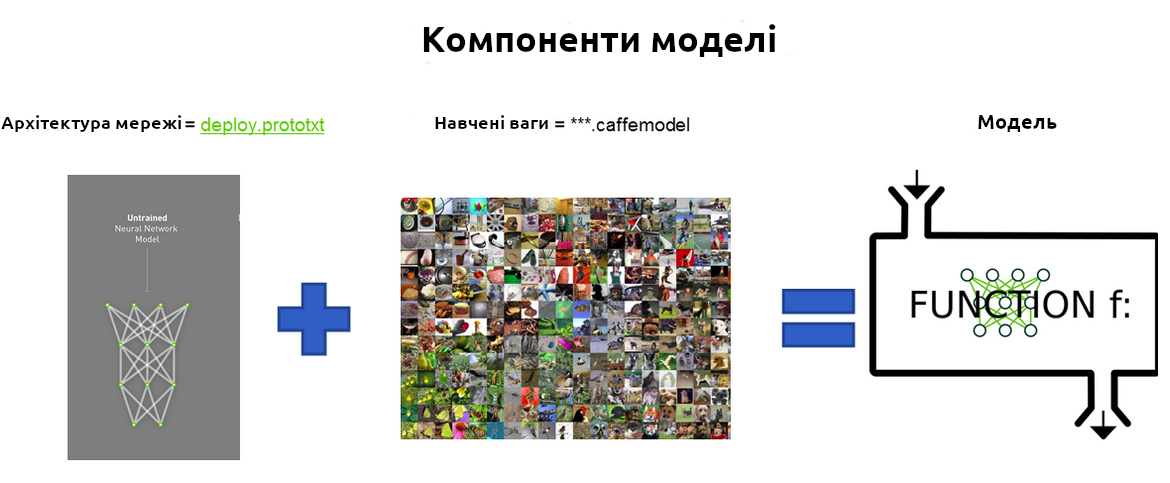 Компоненти моделі
Архітектура мережі = deploy.prototxt
Навчені ваги = ***.caffemodel
Модель
Untrained
Neural Network
Model
FUNCTION f: